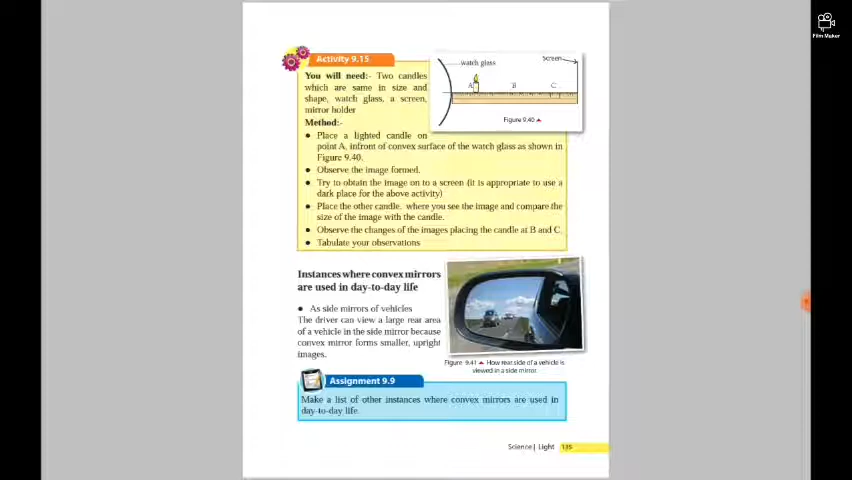 Film Maker
Activity 9.15
You will need:- Two candles
which are same in size and
shape, watch glass, a screen,
mirror holder
Method:-
● Place a lighted candle on
point A, infront of convex surface of the watch glass as shown in
Figure 9.40.
● Observe the image formed.
● Try to obtain the image on to a screen (it is appropriate to use a
dark place for the above activity)
● Place the other candle, where you see the image and compare the
size of the image with the candle.
● Observe the changes of the images placing the candle at B and C.
● Tabulate your observations
watch glass
Screen
A B C
Figure 9.40 ▲
Instances where convex mirrors
are used in day-to-day life
● As side mirrors of vehicles
The driver can view a large rear area
of a vehicle in the side mirror because
convex mirror forms smaller, upright
images.
Figure 9.41 ▲ How rear side of a vehicle is
viewed in a side mirror.
Assignment 9.9
Make a list of other instances where convex mirrors are used in
day-to-day life.
Science| Light 135